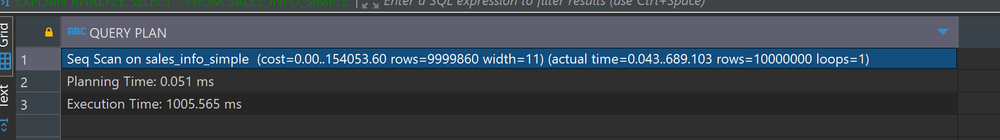 EXPLAIN ANALYZE SELECT * FROM SALES_INFO_SIMPLE
Enter a SQL expression to filter results (use Ctrl+Space)
Grid
Text
ABC QUERY PLAN
1 Seq Scan on sales_info_simple (cost=0.00..154053.60 rows=9999860 width=11) (actual time=0.043..689.103 rows=10000000 loops=1)
2 Planning Time: 0.051 ms
3 Execution Time: 1005.565 ms